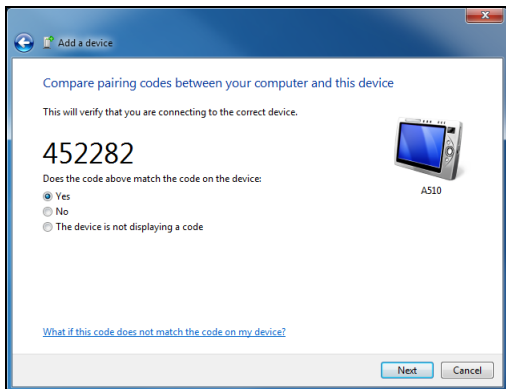 Add a device
Compare pairing codes between your computer and this device
This will verify that you are connecting to the correct device.
452282
Does the code above match the code on the device:
Yes
No
The device is not displaying a code
A510
What if this code does not match the code on my device?
Next
Cancel